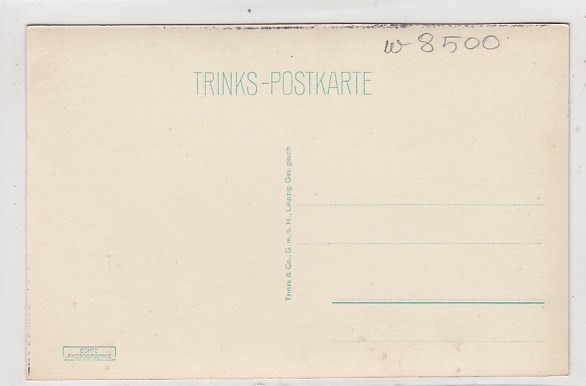 w 8500
TRINKS-POSTKARTE
Trinks & Co., G. m. b. H., Leipzig. Ges. gesch.
ECHTE
PHOTOGRAPHIE